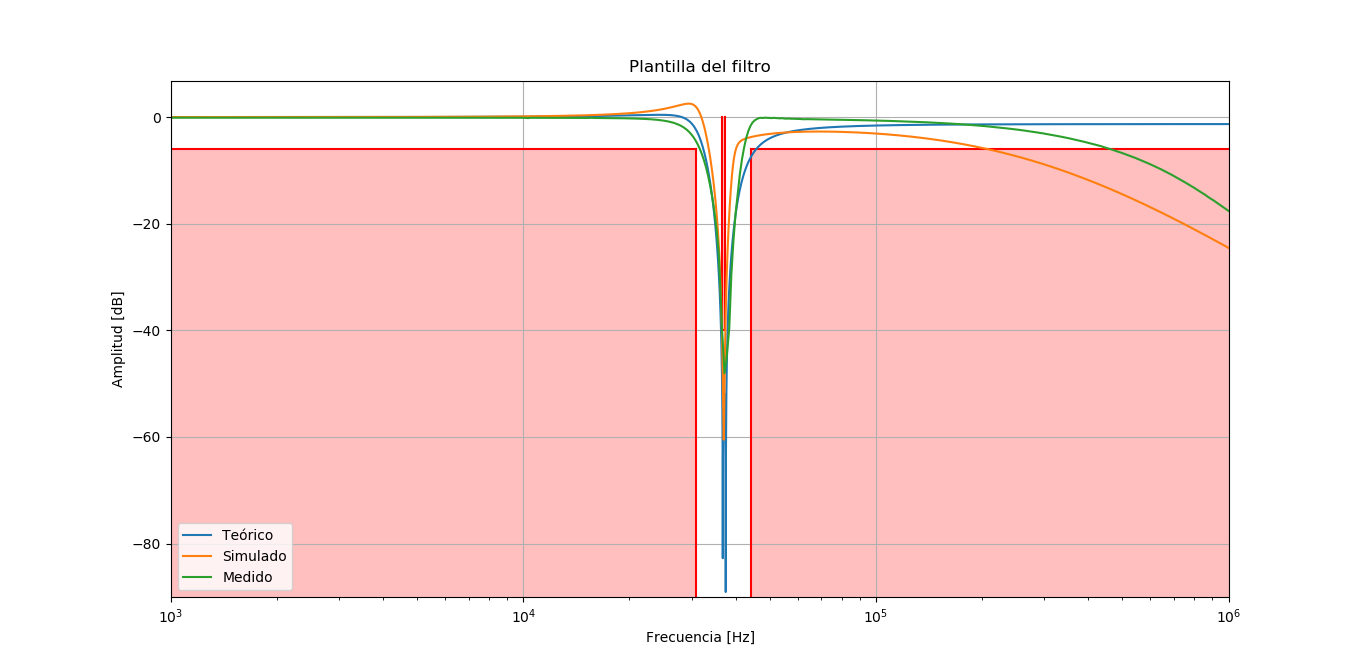 Plantilla del filtro
Amplitud [dB]
0
−20
−40
−60
−80
Teórico
Simulado
Medido
10³
10⁴
10⁵
10⁶
Frecuencia [Hz]